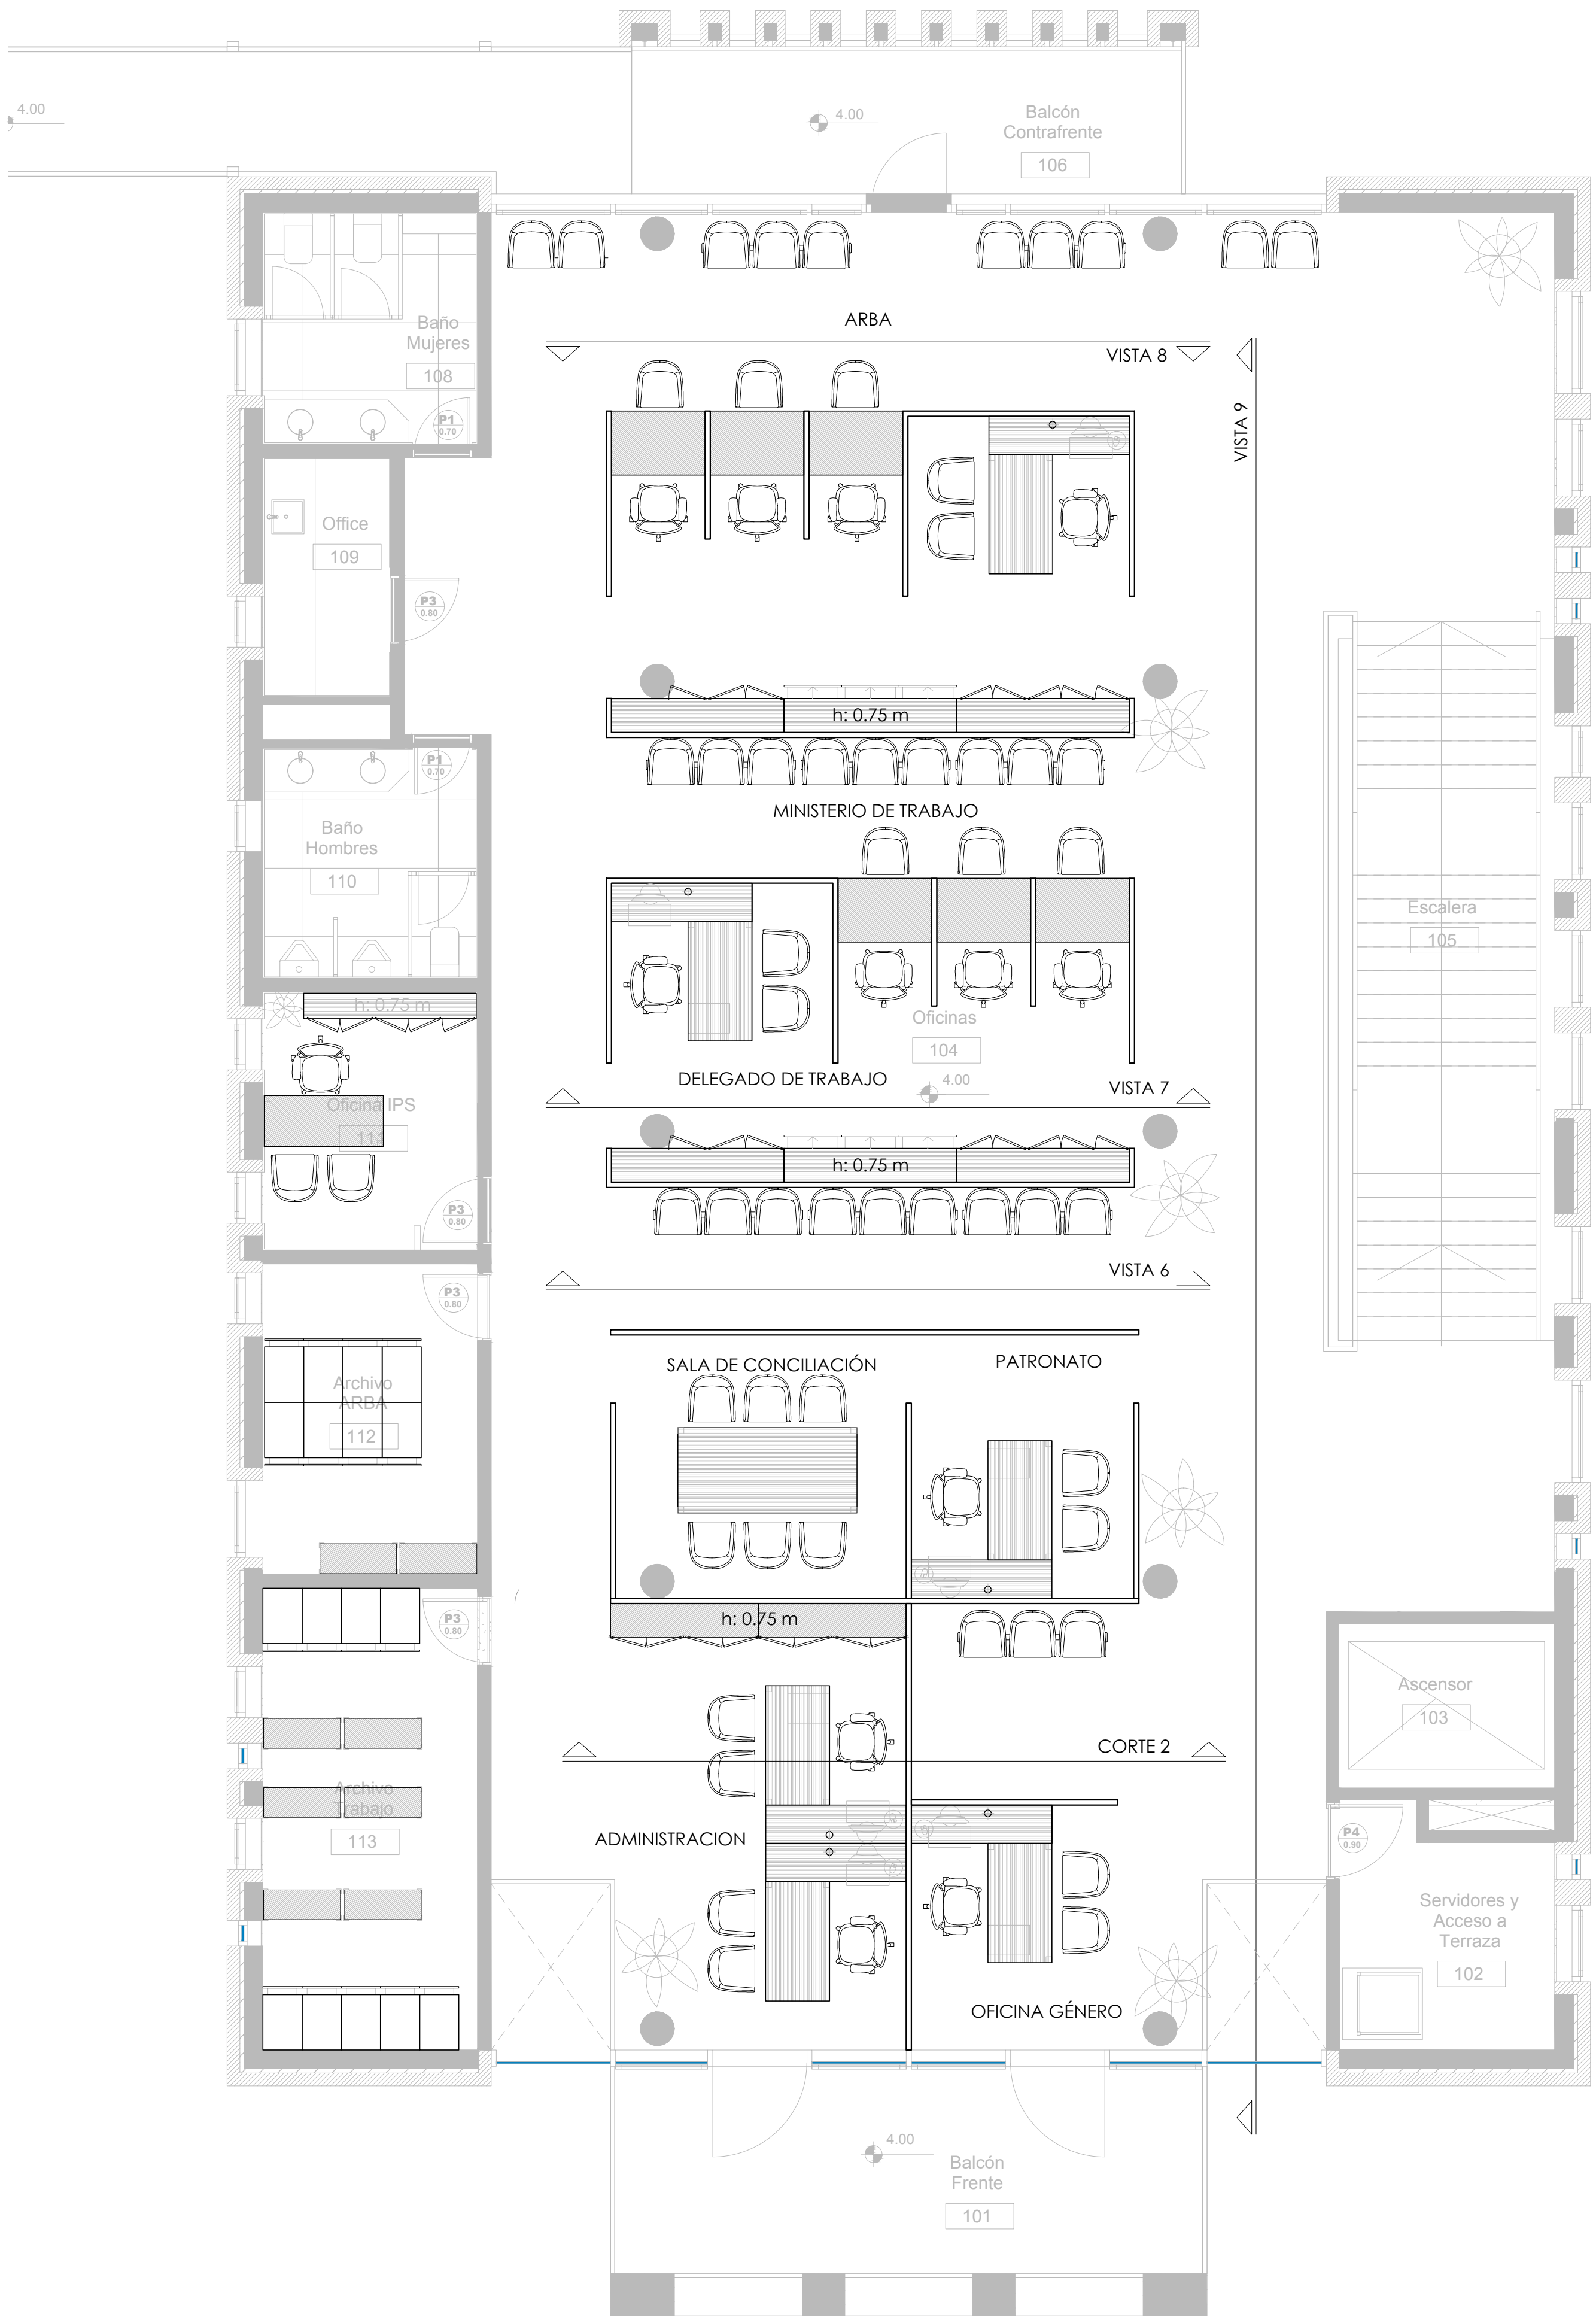 4.00
4.00
Balcón
Contrafrente
106
ARBA
VISTA 8
VISTA 9
Baño
Mujeres
108
P1
0.70
Office
109
P3
0.80
h: 0.75 m
P1
0.70
MINISTERIO DE TRABAJO
Baño
Hombres
110
Escalera
105
h: 0.75 m
Oficinas
104
DELEGADO DE TRABAJO
4.00
VISTA 7
Oficina IPS
111
h: 0.75 m
P3
0.80
VISTA 6
P3
0.80
SALA DE CONCILIACIÓN
PATRONATO
Archivo
ARBA
112
h: 0.75 m
P3
0.80
Ascensor
103
CORTE 2
Archivo
Trabajo
113
ADMINISTRACION
P4
0.90
Servidores y
Acceso a
Terraza
102
OFICINA GÉNERO
4.00
Balcón
Frente
101